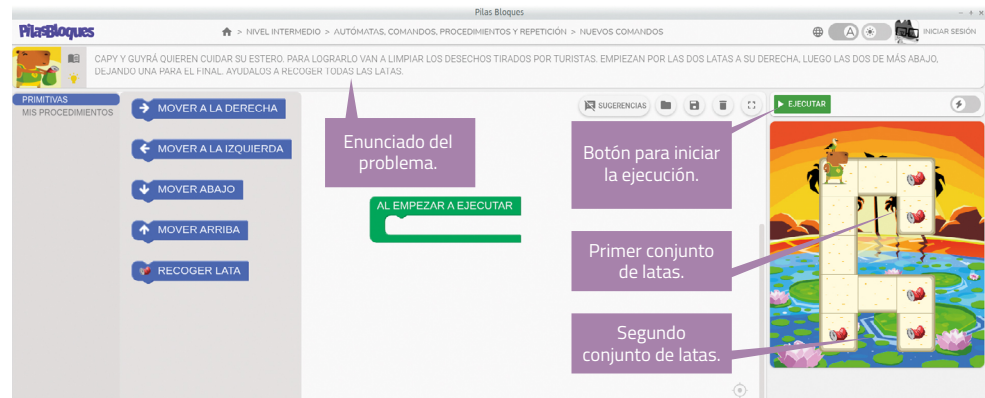 Pilas Bloques
PilasBloques
> NIVEL INTERMEDIO > AUTÓMATAS, COMANDOS, PROCEDIMIENTOS Y REPETICIÓN > NUEVOS COMANDOS
A
INICIAR SESIÓN
CAPY Y GUYRÁ QUIEREN CUIDAR SU ESTERO. PARA LOGRARLO VAN A LIMPIAR LOS DESECHOS TIRADOS POR TURISTAS. EMPIEZAN POR LAS DOS LATAS A SU DERECHA, LUEGO LAS DOS DE MÁS ABAJO,
DEJANDO UNA PARA EL FINAL. AYUDALOS A RECOGER TODAS LAS LATAS.
PRIMITIVAS
MIS PROCEDIMIENTOS
MOVER A LA DERECHA
MOVER A LA IZQUIERDA
MOVER ABAJO
MOVER ARRIBA
RECOGER LATA
Enunciado del
problema.
AL EMPEZAR A EJECUTAR
SUGERENCIAS
EJECUTAR
Botón para iniciar
la ejecución.
Primer conjunto
de latas.
Segundo
conjunto de latas.